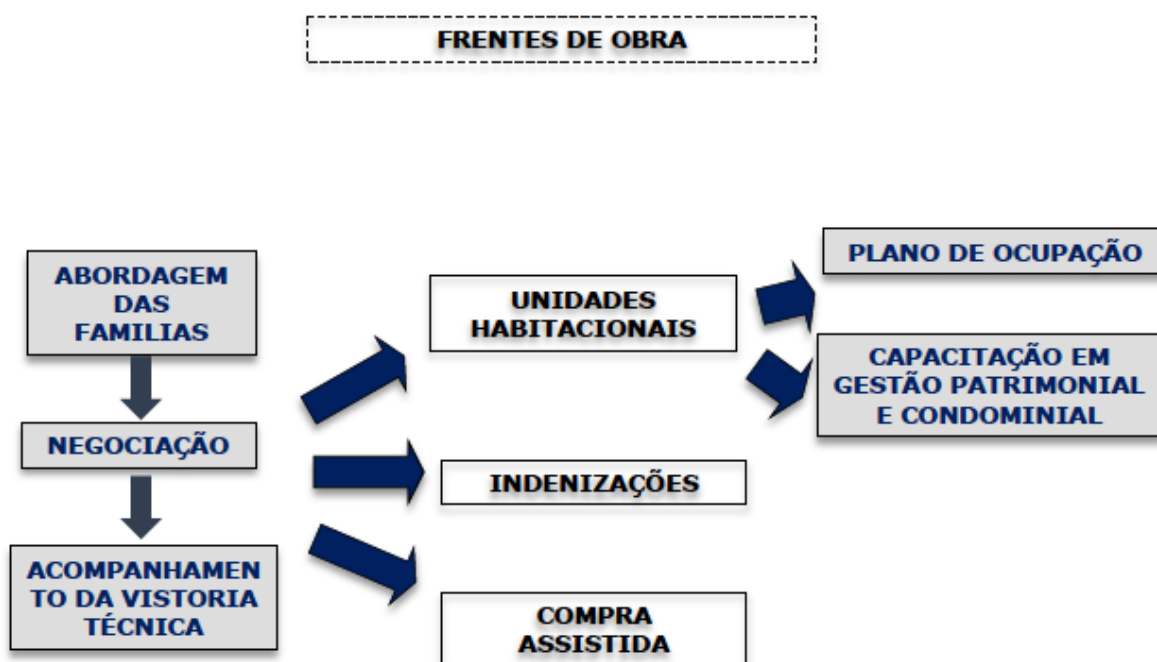 FRENTES DE OBRA
ABORDAGEM
DAS
FAMILIAS
NEGOCIAÇÃO
ACOMPANHAMEN
TO DA VISTORIA
TÉCNICA
UNIDADES
HABITACIONAIS
INDENIZAÇÕES
COMPRA
ASSISTIDA
PLANO DE OCUPAÇÃO
CAPACITAÇÃO EM
GESTÃO PATRIMONIAL
E CONDOMINIAL